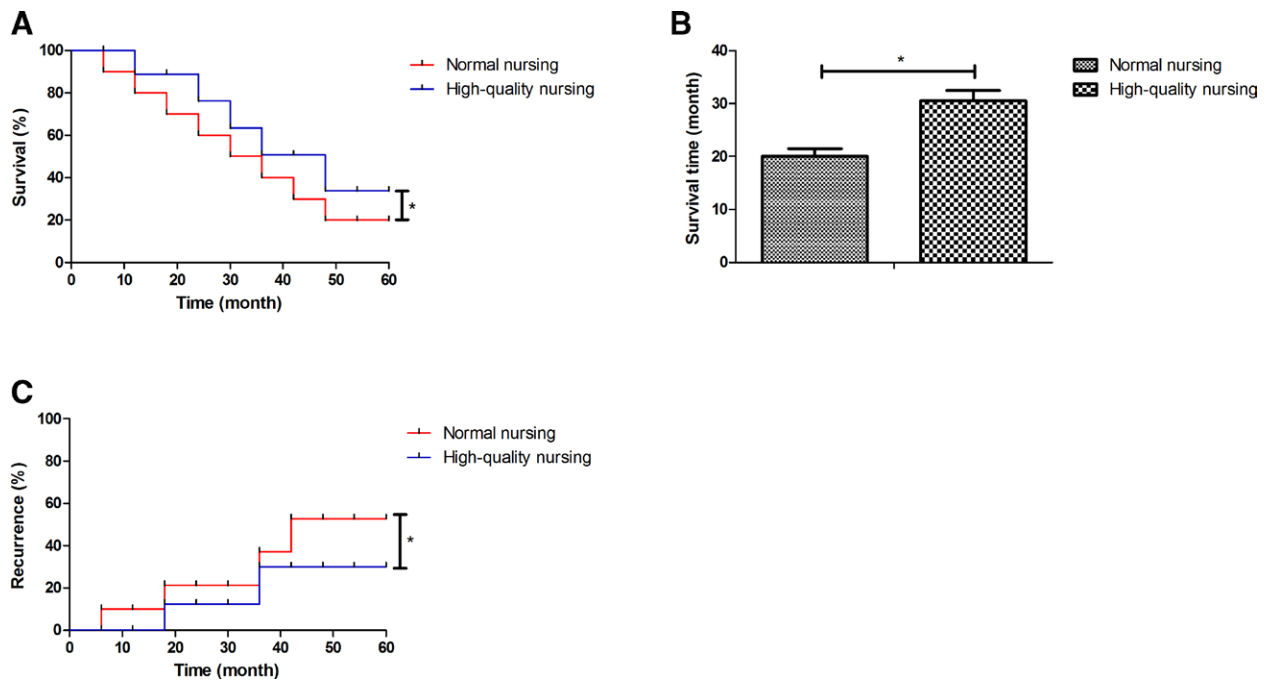 A
100
80
60
40
20
0
Survival (%)
0 10 20 30 40 50 60
Time (month)
Normal nursing
High-quality nursing
*
B
40
30
20
10
0
Survival time (month)
*
Normal nursing
High-quality nursing
C
100
80
60
40
20
0
Recurrence (%)
0 10 20 30 40 50 60
Time (month)
Normal nursing
High-quality nursing
*